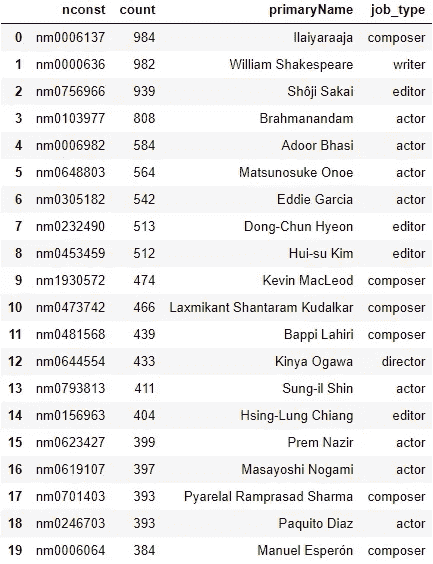 nconst count primaryName job_type
0 nm0006137 984 Ilaiyaraaja composer
1 nm0000636 982 William Shakespeare writer
2 nm0756966 939 Shôji Sakai editor
3 nm0103977 808 Brahmanandam actor
4 nm0006982 584 Adoor Bhasi actor
5 nm0648803 564 Matsunosuke Onoe actor
6 nm0305182 542 Eddie Garcia actor
7 nm0232490 513 Dong-Chun Hyeon editor
8 nm0453459 512 Hui-su Kim editor
9 nm1930572 474 Kevin MacLeod composer
10 nm0473742 466 Laxmikant Shantaram Kudalkar composer
11 nm0481568 439 Bappi Lahiri composer
12 nm0644554 433 Kinya Ogawa director
13 nm0793813 411 Sung-il Shin actor
14 nm0156963 404 Hsing-Lung Chiang editor
15 nm0623427 399 Prem Nazir actor
16 nm0619107 397 Masayoshi Nogami actor
17 nm0701403 393 Pyarelal Ramprasad Sharma composer
18 nm0246703 393 Paquito Diaz actor
19 nm0006064 384 Manuel Esperón composer